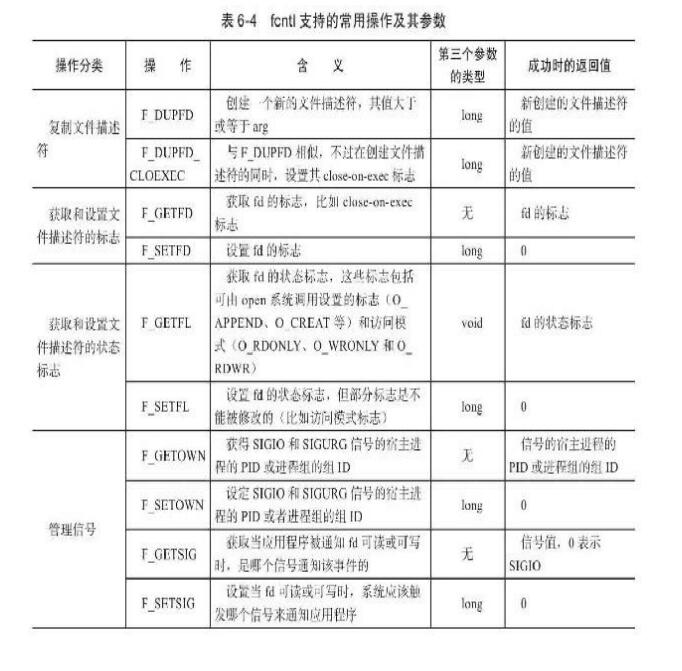 表 6-4 fcntl 支持的常用操作及其参数
操作分类 操 作 含 义 第三个参数的类型 成功时的返回值
复制文件描述符
F_DUPFD
创建一个新的文件描述符，其值大于
或等于 arg
long
新创建的文件描述符
的值
F_DUPFD_
CLOEXEC
与 F_DUPFD 相似，不过在创建文件描
述符的同时，设置其 close-on-exec 标志
long
新创建的文件描述符
的值
获取和设置文
件描述符的标志
F_GETFD
获取 fd 的标志，比如 close-on-exec
标志
无
fd 的标志
F_SETFD
设置 fd 的标志
long
0
获取和设置文
件描述符的状态
标志
F_GETFL
获取 fd 的状态标志，这些标志包括
可由 open 系统调用设置的标志（O_
APPEND、O_CREAT 等）和访问模
式（O_RDONLY、O_WRONLY 和 O_
RDWR）
void
fd 的状态标志
F_SETFL
设置 fd 的状态标志，但部分标志是不
能被修改的（比如访问模式标志）
long
0
管理信号
F_GETOWN
获得 SIGIO 和 SIGURG 信号的宿主进
程的 PID 或进程组的组 ID
无
信号的宿主进程的
PID 或进程组的组 ID
F_SETOWN
设定 SIGIO 和 SIGURG 信号的宿主进
程的 PID 或者进程组的组 ID
long
0
F_GETSIG
获取当应用程序被通知 fd 可读或可写
时，是哪个信号通知该事件的
无
信号值，0 表示
SIGIO
F_SETSIG
设置当 fd 可读或可写时，系统应该触
发哪个信号来通知应用程序
long
0